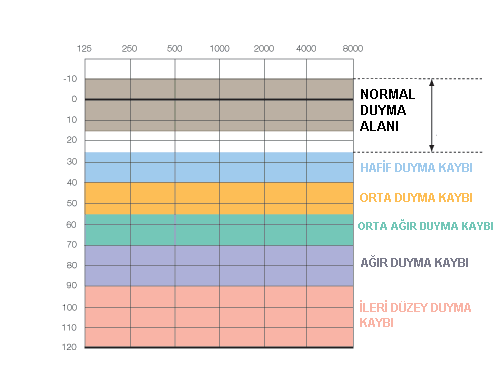 125 250 500 1000 2000 4000 8000
-10
0
10
20
30
40
50
60
70
80
90
100
110
120
NORMAL
DUYMA
ALANI
HAFİF DUYMA KAYBI
ORTA DUYMA KAYBI
ORTA AĞIR DUYMA KAYBI
AĞIR DUYMA KAYBI
İLERİ DÜZEY DUYMA
KAYBI